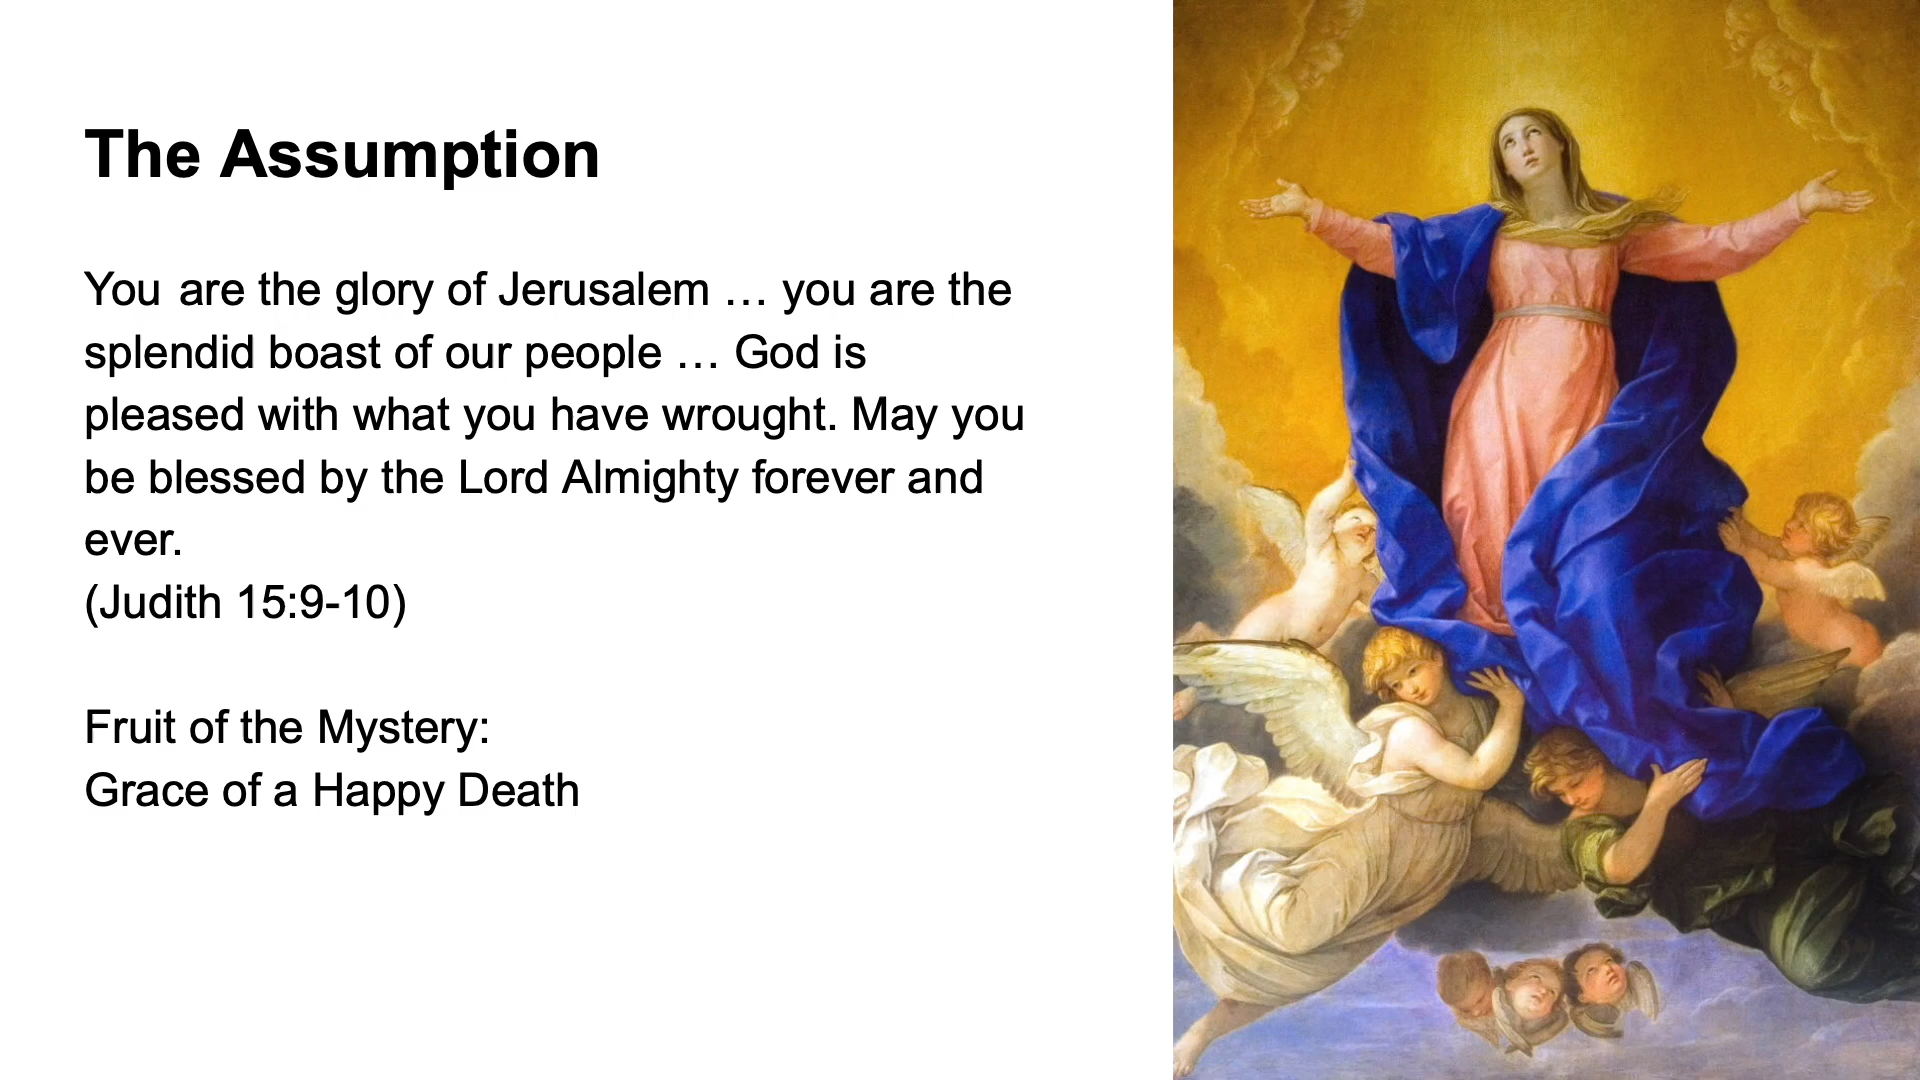 The Assumption
You are the glory of Jerusalem … you are the
splendid boast of our people … God is
pleased with what you have wrought. May you
be blessed by the Lord Almighty forever and
ever.
(Judith 15:9-10)
Fruit of the Mystery:
Grace of a Happy Death